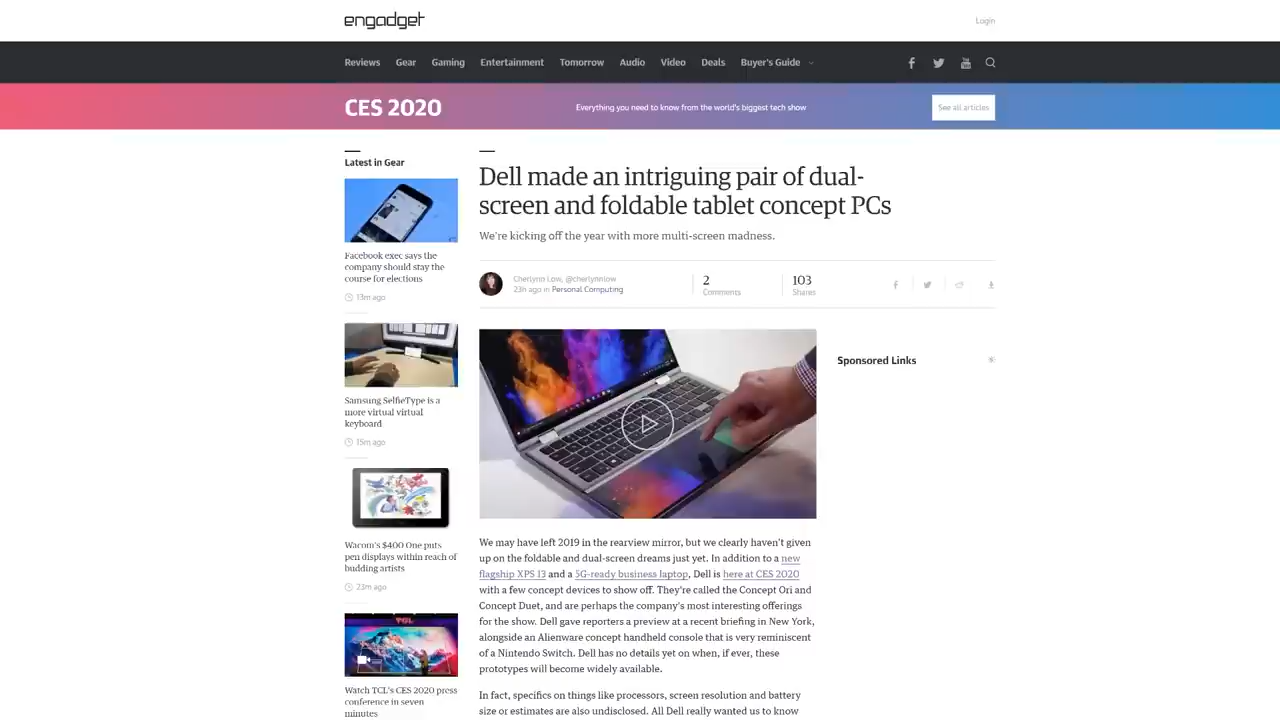 engadget
Login
Reviews Gear Gaming Entertainment Tomorrow Audio Video Deals Buyer's Guide
CES 2020
Everything you need to know from the world's biggest tech show
See all articles
Latest in Gear
Facebook exec says the
company should stay the
course for elections
13m ago
Samsung SelfieType is a
more virtual virtual
keyboard
15m ago
Wacom's $400 One puts
pen displays within reach of
budding artists
23m ago
TCL
Watch TCL's CES 2020 press
conference in seven
minutes
Dell made an intriguing pair of dual-
screen and foldable tablet concept PCs
We're kicking off the year with more multi-screen madness.
Cherlynn Low, @cherlynnlow
23h ago in Personal Computing
2
Comments
103
Shares
Sponsored Links
We may have left 2019 in the rearview mirror, but we clearly haven't given
up on the foldable and dual-screen dreams just yet. In addition to a new
flagship XPS 13 and a 5G-ready business laptop, Dell is here at CES 2020
with a few concept devices to show off. They're called the Concept Ori and
Concept Duet, and are perhaps the company's most interesting offerings
for the show. Dell gave reporters a preview at a recent briefing in New York,
alongside an Alienware concept handheld console that is very reminiscent
of a Nintendo Switch. Dell has no details yet on when, if ever, these
prototypes will become widely available.
In fact, specifics on things like processors, screen resolution and battery
size or estimates are also undisclosed. All Dell really wanted us to know